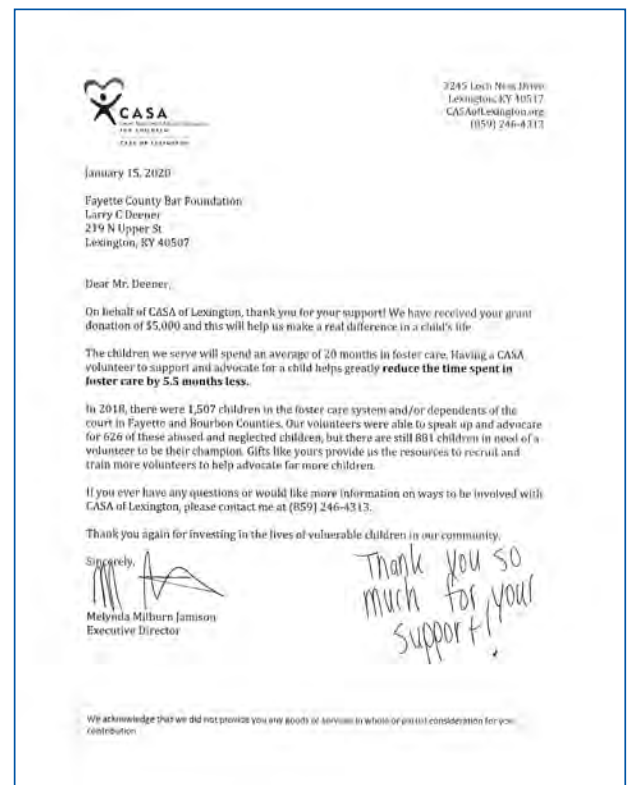 CASA
FOR CHILDREN
CASA OF LEXINGTON
3245 Loch Ness Drive
Lexington, KY 40517
CASAofLexington.org
(859) 246-4313
January 15, 2020
Fayette County Bar Foundation
Larry C Deener
219 N Upper St
Lexington, KY 40507
Dear Mr. Deener,
On behalf of CASA of Lexington, thank you for your support! We have received your grant
donation of $5,000 and this will help us make a real difference in a child's life
The children we serve will spend an average of 20 months in foster care. Having a CASA
volunteer to support and advocate for a child helps greatly reduce the time spent in
foster care by 5.5 months less.
In 2018, there were 1,507 children in the foster care system and/or dependents of the
court in Fayette and Bourbon Counties. Our volunteers were able to speak up and advocate
for 626 of these abused and neglected children, but there are still 881 children in need of a
volunteer to be their champion. Gifts like yours provide us the resources to recruit and
train more volunteers to help advocate for more children.
If you ever have any questions or would like more information on ways to be involved with
CASA of Lexington, please contact me at (859) 246-4313.
Thank you again for investing in the lives of vulnerable children in our community.
Sincerely,
Melynda Milburn Jamison
Executive Director
Thank you so
much for your
support!
We acknowledge that we did not provide you any goods or services in whole or partial consideration for your
contribution